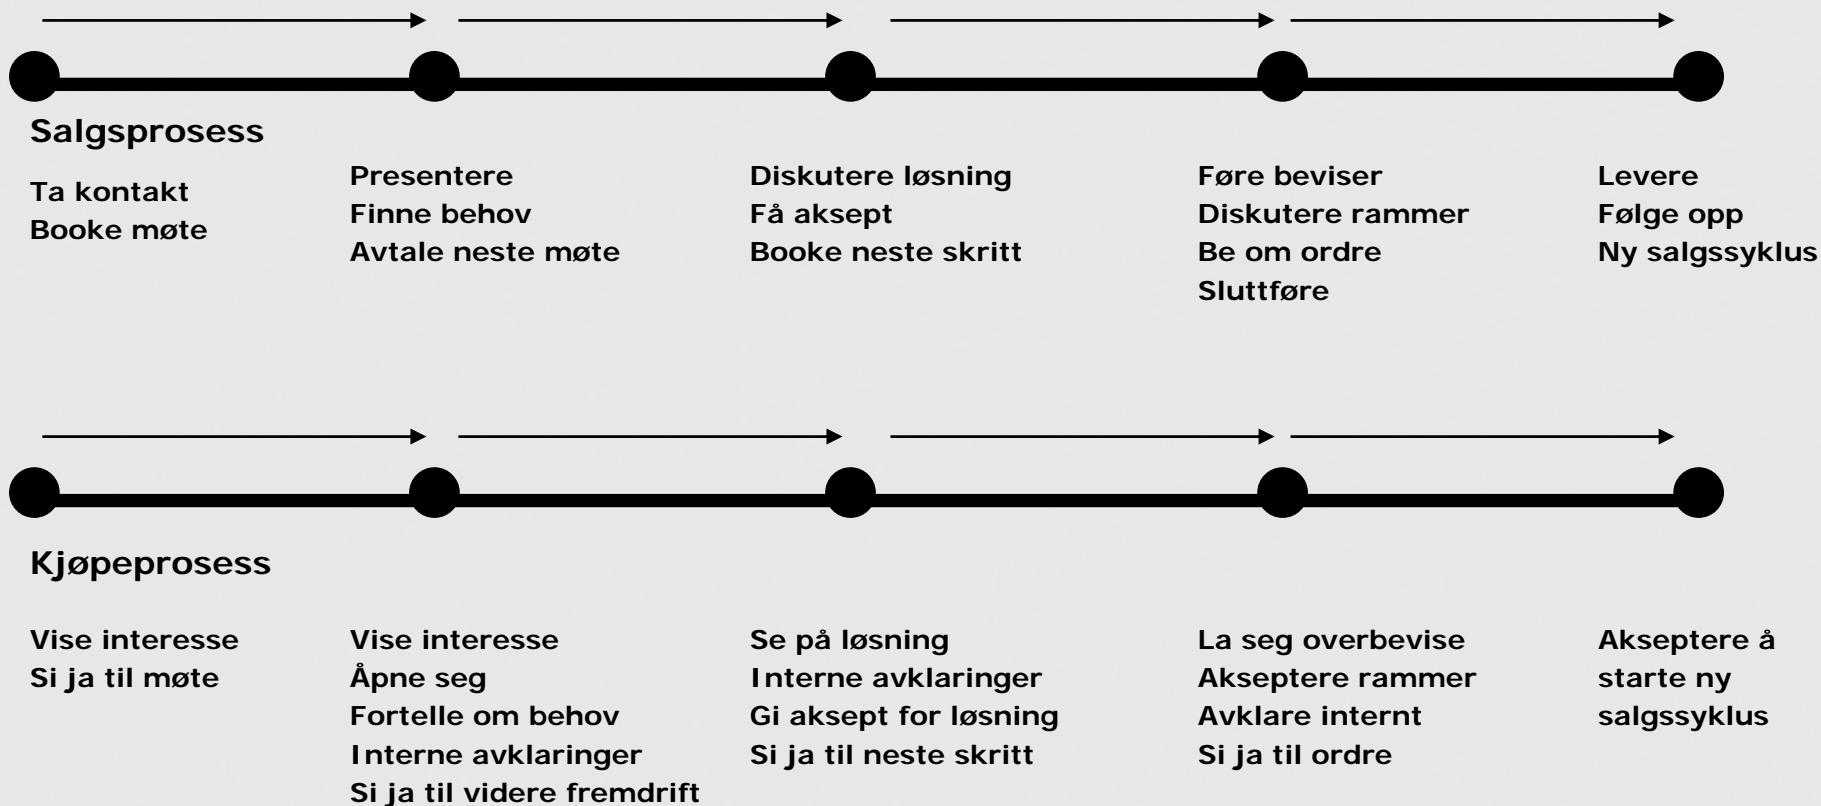 Salgsprosess
Ta kontakt
Booke møte
Presentere
Finne behov
Avtale neste møte
Diskutere løsning
Få aksept
Booke neste skritt
Føre beviser
Diskutere rammer
Be om ordre
Sluttføre
Levere
Følge opp
Ny salgssyklus
Kjøpeprosess
Vise interesse
Si ja til møte
Vise interesse
Åpne seg
Fortelle om behov
Interne avklaringer
Si ja til videre fremdrift
Se på løsning
Interne avklaringer
Gi aksept for løsning
Si ja til neste skritt
La seg overbevise
Akseptere rammer
Avklare internt
Si ja til ordre
Akseptere å
starte ny
salgssyklus